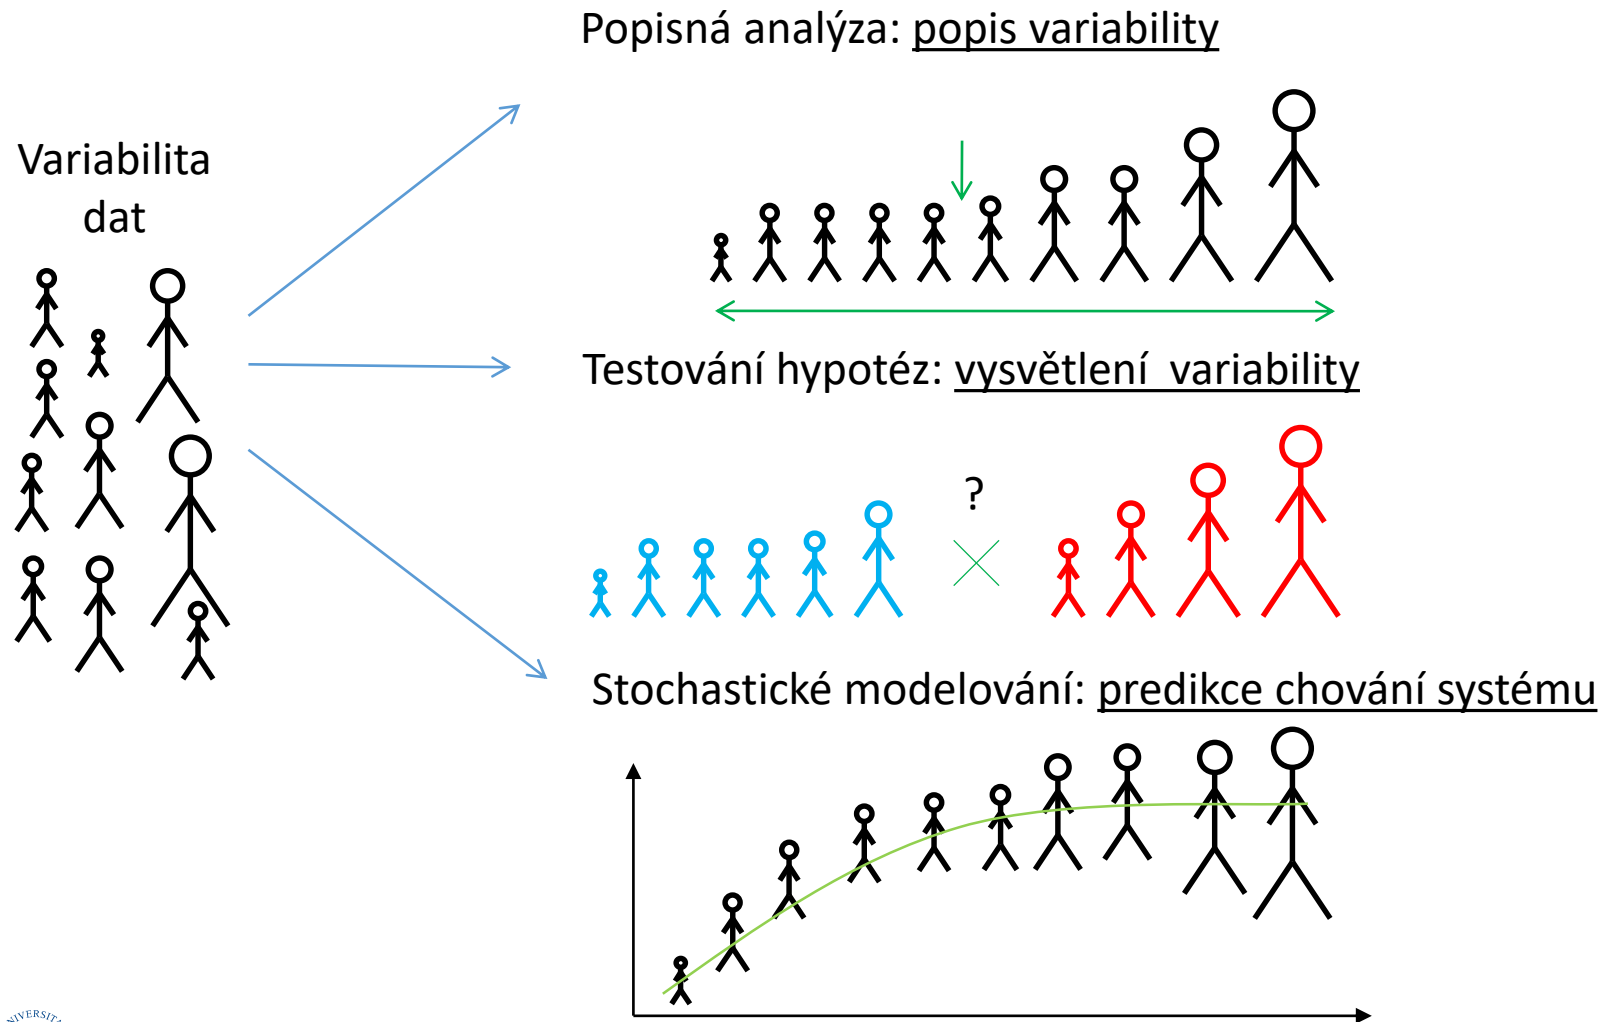 Popisná analýza: popis variability
Variabilita
dat
Testování hypotéz: vysvětlení  variability
?
Stochastické modelování: predikce chování systému